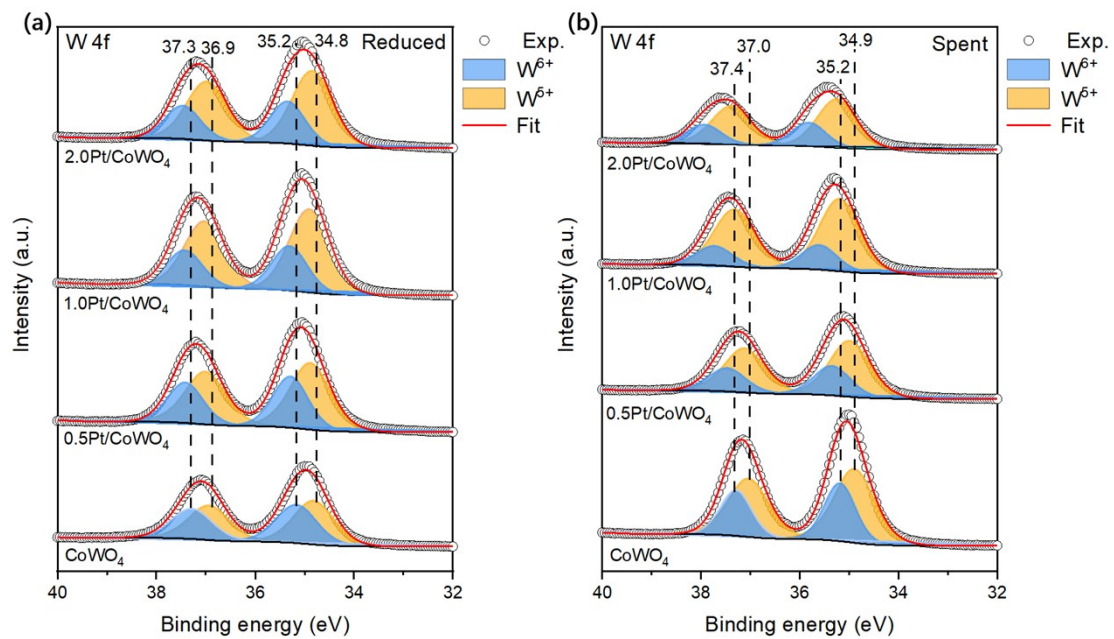 (a)
W 4f
37.3 36.9
35.2 34.8
Reduced
Exp.
W⁶⁺
W⁵⁺
Fit
2.0Pt/CoWO₄
1.0Pt/CoWO₄
0.5Pt/CoWO₄
CoWO₄
Intensity (a.u.)
40 38 36 34 32
Binding energy (eV)
(b)
W 4f
37.0
37.4
34.9
35.2
Spent
Exp.
W⁶⁺
W⁵⁺
Fit
2.0Pt/CoWO₄
1.0Pt/CoWO₄
0.5Pt/CoWO₄
CoWO₄
Intensity (a.u.)
40 38 36 34 32
Binding energy (eV)